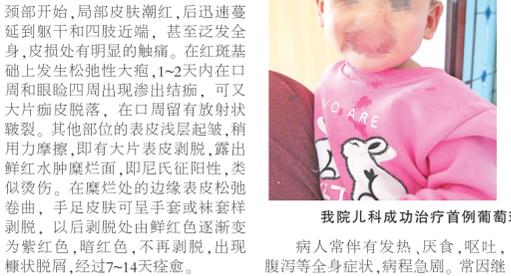 颈部开始,局部皮肤潮红,后迅速蔓
延到躯干和四肢近端，甚至泛发全
身,皮损处有明显的触痛。在红斑基
础上发生松弛性大疱,1~2天内在口
周和眼睑四周出现渗出结痂，可又
大片痂皮脱落，在口周留有放射状
皲裂。其他部位的表皮浅层起皱,稍
用力摩擦,即有大片表皮剥脱,露出
鲜红水肿糜烂面,即尼氏征阳性,类
似烫伤。在糜烂处的边缘表皮松弛
卷曲，手足皮肤可呈手套或袜套样
剥脱，以后剥脱处由鲜红色逐渐变
为紫红色,暗红色,不再剥脱,出现
糠状脱屑,经过7~14天痊愈。
NO ARE
我院儿科成功治疗首例葡萄
病人常伴有发热、厌食,呕吐,
腹泻等全身症状,病程急剧。常因继